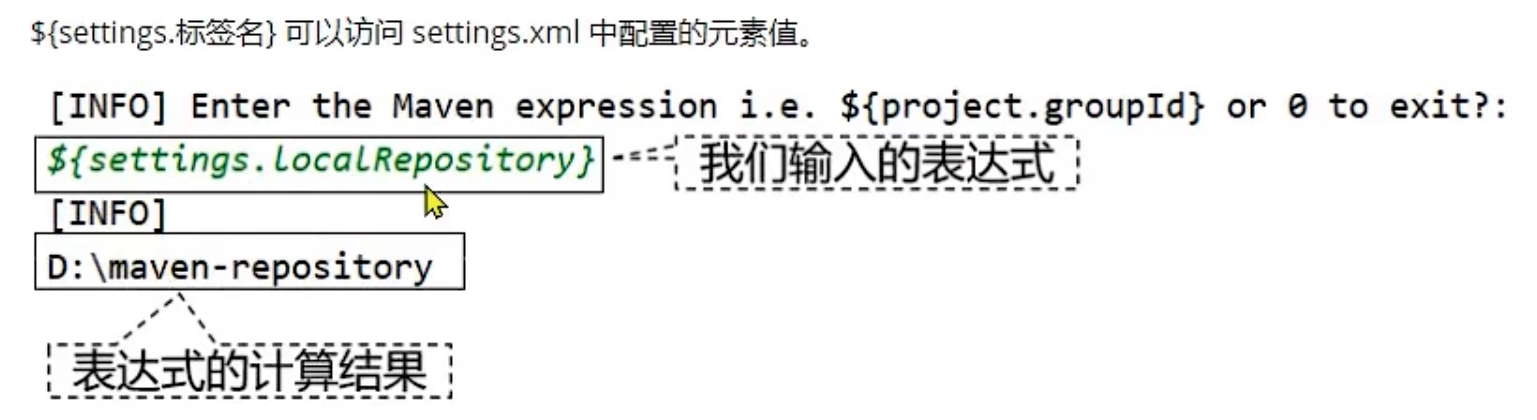 ${settings.标签名} 可以访问 settings.xml 中配置的元素值。
[INFO] Enter the Maven expression i.e. ${project.groupId} or 0 to exit?:
${settings.localRepository} 我们输入的表达式
[INFO]
D:\maven-repository
表达式的计算结果